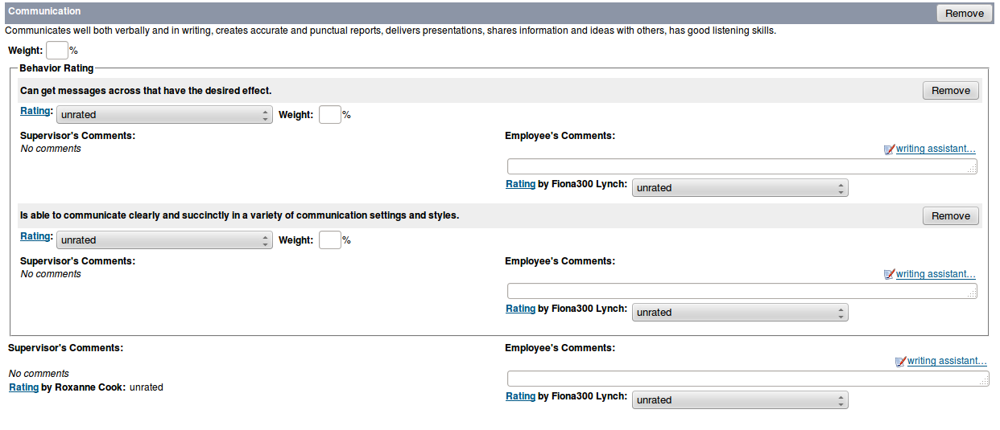 Communication Remove
Communicates well both verbally and in writing, creates accurate and punctual reports, delivers presentations, shares information and ideas with others, has good listening skills.
Weight: %
Behavior Rating
Can get messages across that have the desired effect. Remove
Rating: unrated Weight: %
Supervisor's Comments: Employee's Comments:
No comments writing assistant...
Rating by Fiona300 Lynch: unrated
Is able to communicate clearly and succinctly in a variety of communication settings and styles. Remove
Rating: unrated Weight: %
Supervisor's Comments: Employee's Comments:
No comments writing assistant...
Rating by Fiona300 Lynch: unrated
Supervisor's Comments: Employee's Comments:
writing assistant...
No comments
Rating by Roxanne Cook: unrated
Rating by Fiona300 Lynch: unrated